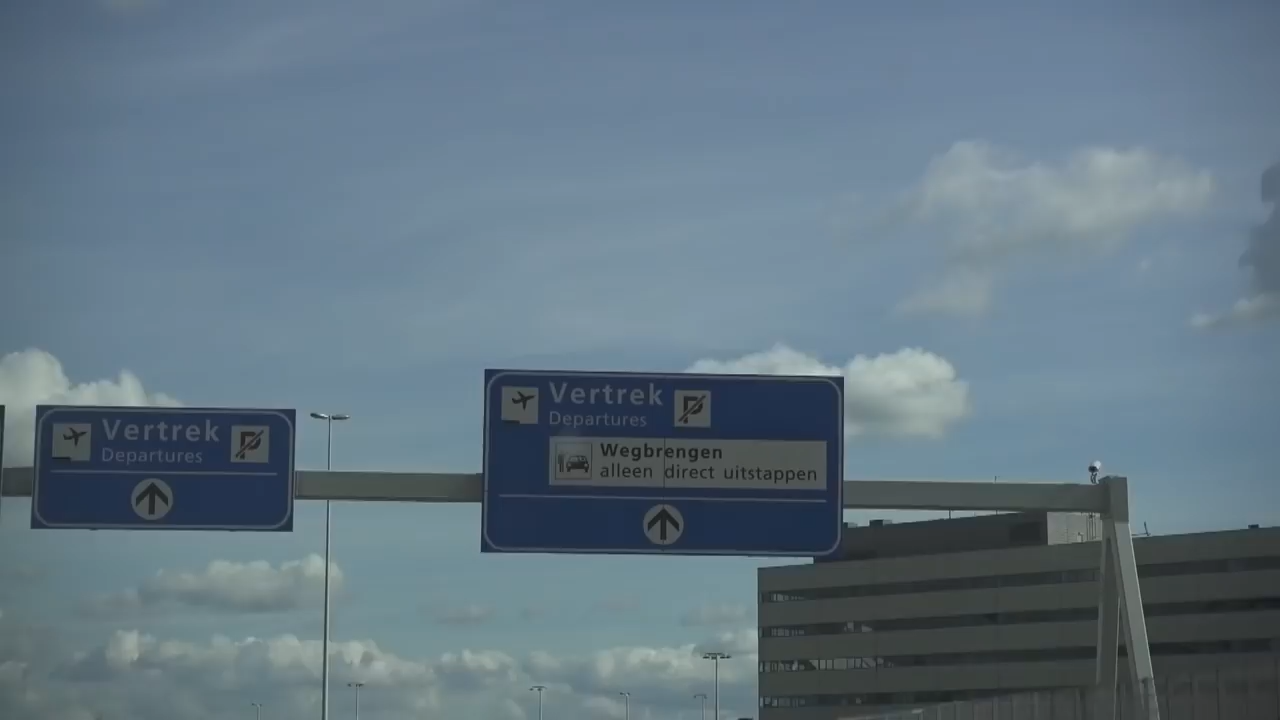 Vertrek
Departures
Vertrek
Departures
Wegbrengen
alleen direct uitstappen